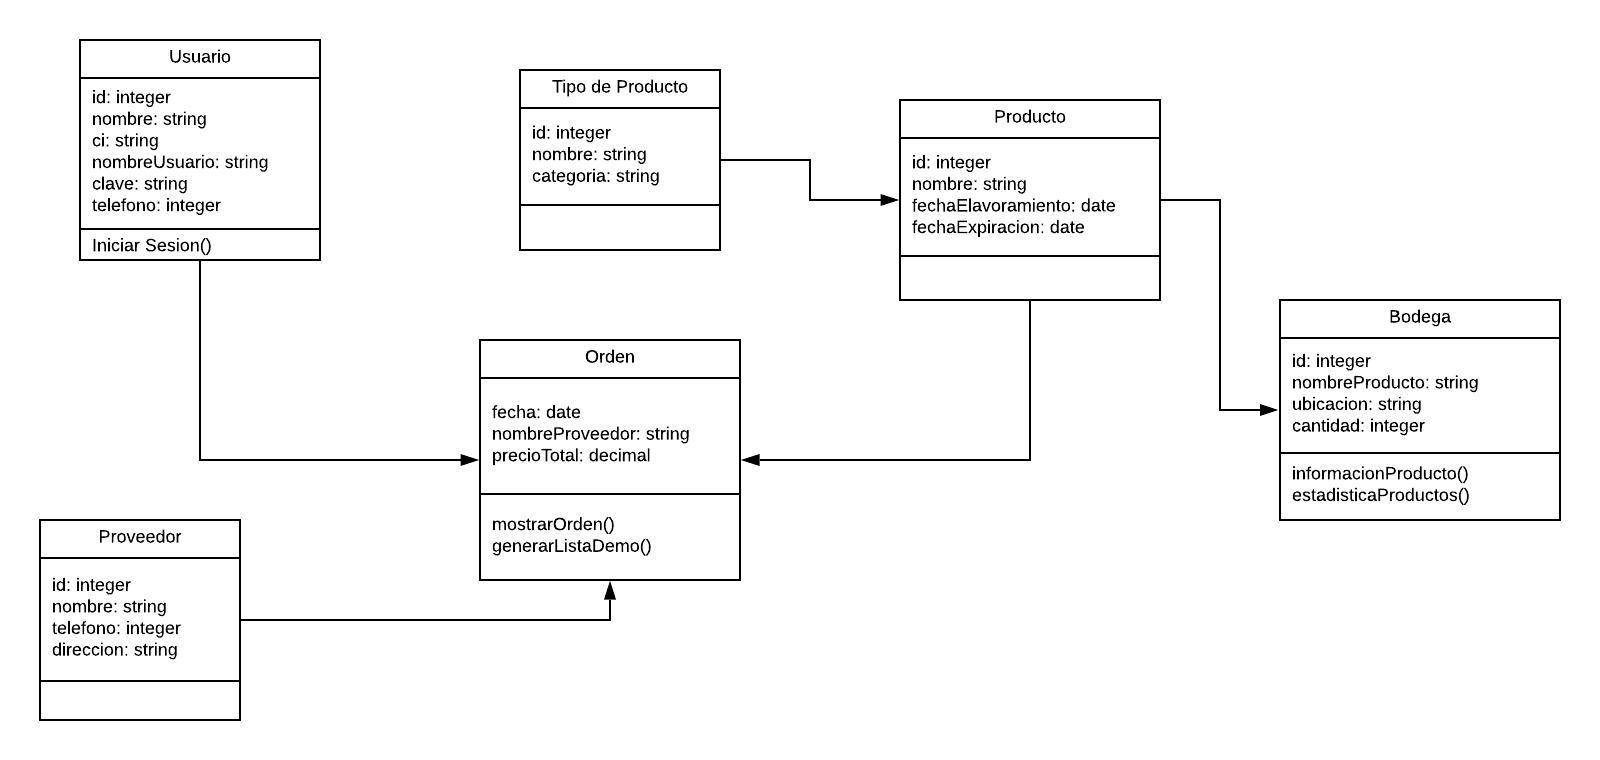 Usuario
id: integer
nombre: string
ci: string
nombreUsuario: string
clave: string
telefono: integer
Iniciar Sesion()
Tipo de Producto
id: integer
nombre: string
categoria: string
Producto
id: integer
nombre: string
fechaElavoramiento: date
fechaExpiracion: date
Orden
fecha: date
nombreProveedor: string
precioTotal: decimal
mostrarOrden()
generarListaDemo()
Bodega
id: integer
nombreProducto: string
ubicacion: string
cantidad: integer
informacionProducto()
estadisticaProductos()
Proveedor
id: integer
nombre: string
telefono: integer
direccion: string